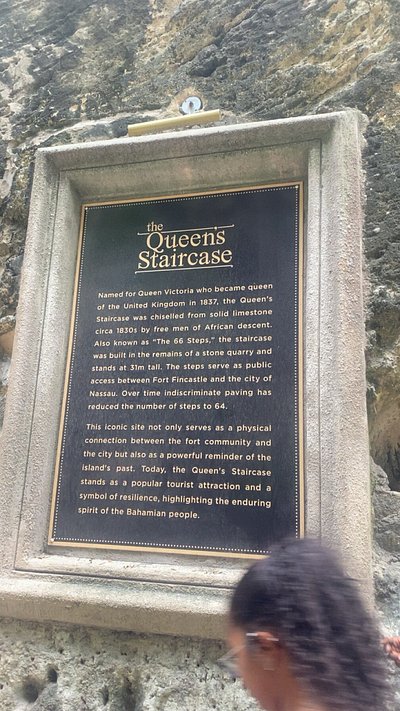 the
Queens
Staircase
Named for Queen Victoria who became queen
of the United Kingdom in 1837, the Queen's
Staircase was chiselled from solid limestone
circa 1830s by free men of African descent.
Also known as "The 66 Steps," the staircase
was built in the remains of a stone quarry and
stands at 31m tall. The steps serve as public
access between Fort Fincastle and the city of
Nassau. Over time indiscriminate paving has
reduced the number of steps to 64.
This iconic site not only serves as a physical
connection between the fort community and
the city but also as a powerful reminder of the
island's past. Today, the Queen's Staircase
stands as a popular tourist attraction and a
symbol of resilience, highlighting the enduring
spirit of the Bahamian people.